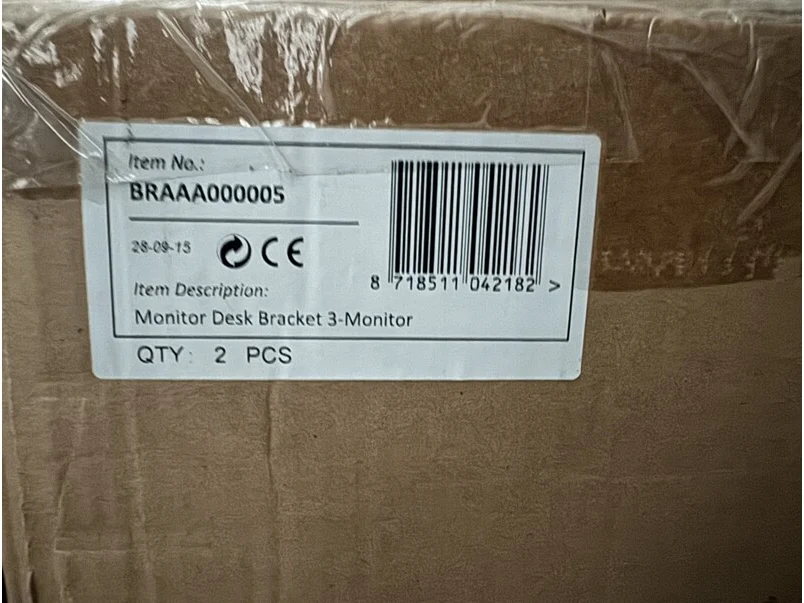 Item No.:
BRAAA000005
28-09-15 CE
Item Description:
Monitor Desk Bracket 3-Monitor
QTY: 2 PCS
8 718511 042182 >